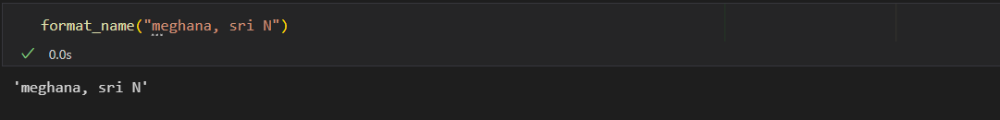 format_name("meghana, sri N")
0.0s
'meghana, sri N'